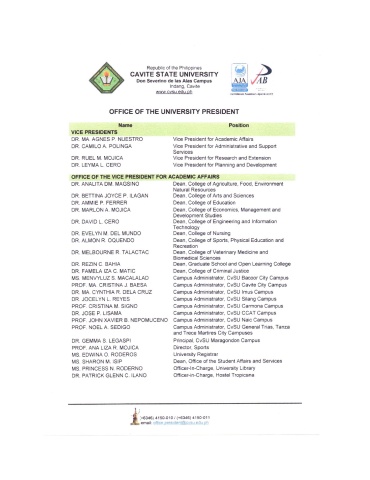 Republic of the Philippines
CAVITE STATE UNIVERSITY
Don Severino de las Alas Campus
Indang, Cavite
www.cvsu.edu.ph
AJA
PAB
OFFICE OF THE UNIVERSITY PRESIDENT
Name Position
VICE PRESIDENTS
DR. MA. AGNES P. NUESTRO Vice President for Academic Affairs
DR. CAMILO A. POLINGA Vice President for Administrative and Support
Services
DR. RUEL M. MOJICA Vice President for Research and Extension
DR. LEYMA L. CERO Vice President for Planning and Development
OFFICE OF THE VICE PRESIDENT FOR ACADEMIC AFFAIRS
DR. ANALITA DM. MAGSINO Dean, College of Agriculture, Food, Environment
Natural Resources
DR. BETTINA JOYCE P. ILAGAN Dean, College of Arts and Sciences
DR. AMMIE P. FERRER Dean, College of Education
DR. MARLON A. MOJICA Dean, College of Economics, Management and
Development Studies
DR. DAVID L. CERO Dean, College of Engineering and Information
Technology
DR. EVELYN M. DEL MUNDO Dean, College of Nursing
DR. ALMON R. OQUENDO Dean, College of Sports, Physical Education and
Recreation
DR. MELBOURNE R. TALACTAC Dean, College of Veterinary Medicine and
Biomedical Sciences
DR. REZIN C. BAHIA Dean, Graduate School and Open Learning College
DR. FAMELA IZA C. MATIC Dean, College of Criminal Justice
MS. MENVYLUZ S. MACALALAD Campus Administrator, CvSU Bacoor City Campus
PROF. MA. CRISTINA J. BAESA Campus Administrator, CvSU Cavite City Campus
DR. MA. CYNTHIA R. DELA CRUZ Campus Administrator, CvSU Imus Campus
DR. JOCELYN L. REYES Campus Administrator, CvSU Silang Campus
PROF. CRISTINA M. SIGNO Campus Administrator, CvSU Carmona Campus
DR. JOSE P. LISAMA Campus Administrator, CvSU CCAT Campus
PROF. JOHN XAVIER B. NEPOMUCENO Campus Administrator, CvSU Naic Campus
PROF. NOEL A. SEDIGO Campus Administrator, CvSU General Trias, Tanza
and Trece Martires City Campuses
DR. GEMMA S. LEGASPI Principal, CvSU Maragondon Campus
PROF. ANA LIZA R. MOJICA Director, Sports
MS. EDWINA O. RODEROS University Registrar
MS. SHARON M. ISIP Dean, Office of the Student Affairs and Services
MS. PRINCESS N. RODERNO Officer-In-Charge, University Library
DR. PATRICK GLENN C. ILANO Officer-In-Charge, Hostel Tropicana
(+6346) 4150-010 / (+6346) 4150-011
email: office.president@cvsu.edu.ph